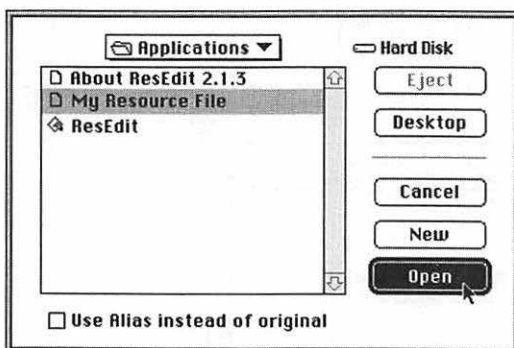 Applications
Hard Disk
About ResEdit 2.1.3
My Resource File
ResEdit
Eject
Desktop
Cancel
New
Open
Use Alias instead of original